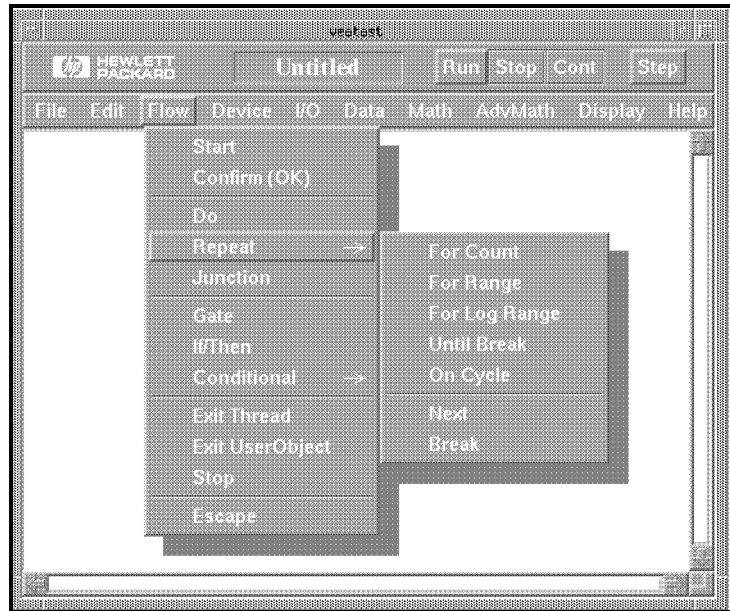 veetest
hp HEWLETT PACKARD Untitled Run Stop Cont Step
File Edit Flow Device I/O Data Math AdvMath Display Help
Start
Confirm (OK)
Do
Repeat →
Junction
Gate
If/Then
Conditional →
Exit Thread
Exit UserObject
Stop
Escape
For Count
For Range
For Log Range
Until Break
On Cycle
Next
Break